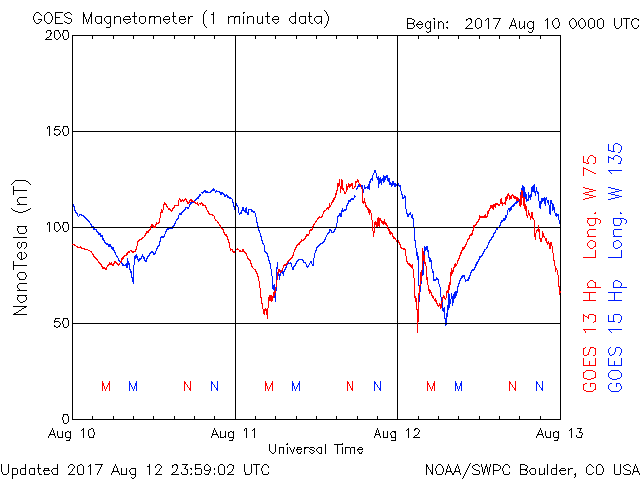 GOES Magnetometer (1 minute data)
Begin: 2017 Aug 10 0000 UTC
200
150
100
50
0
NanoTesla (nT)
M M N N M M N N M M N N
Aug 10 Aug 11 Aug 12 Aug 13
Universal Time
GOES 13 Hp Long. W 75
GOES 15 Hp Long. W 135
Updated 2017 Aug 12 23:59:02 UTC
NOAA/SWPC Boulder, CO USA